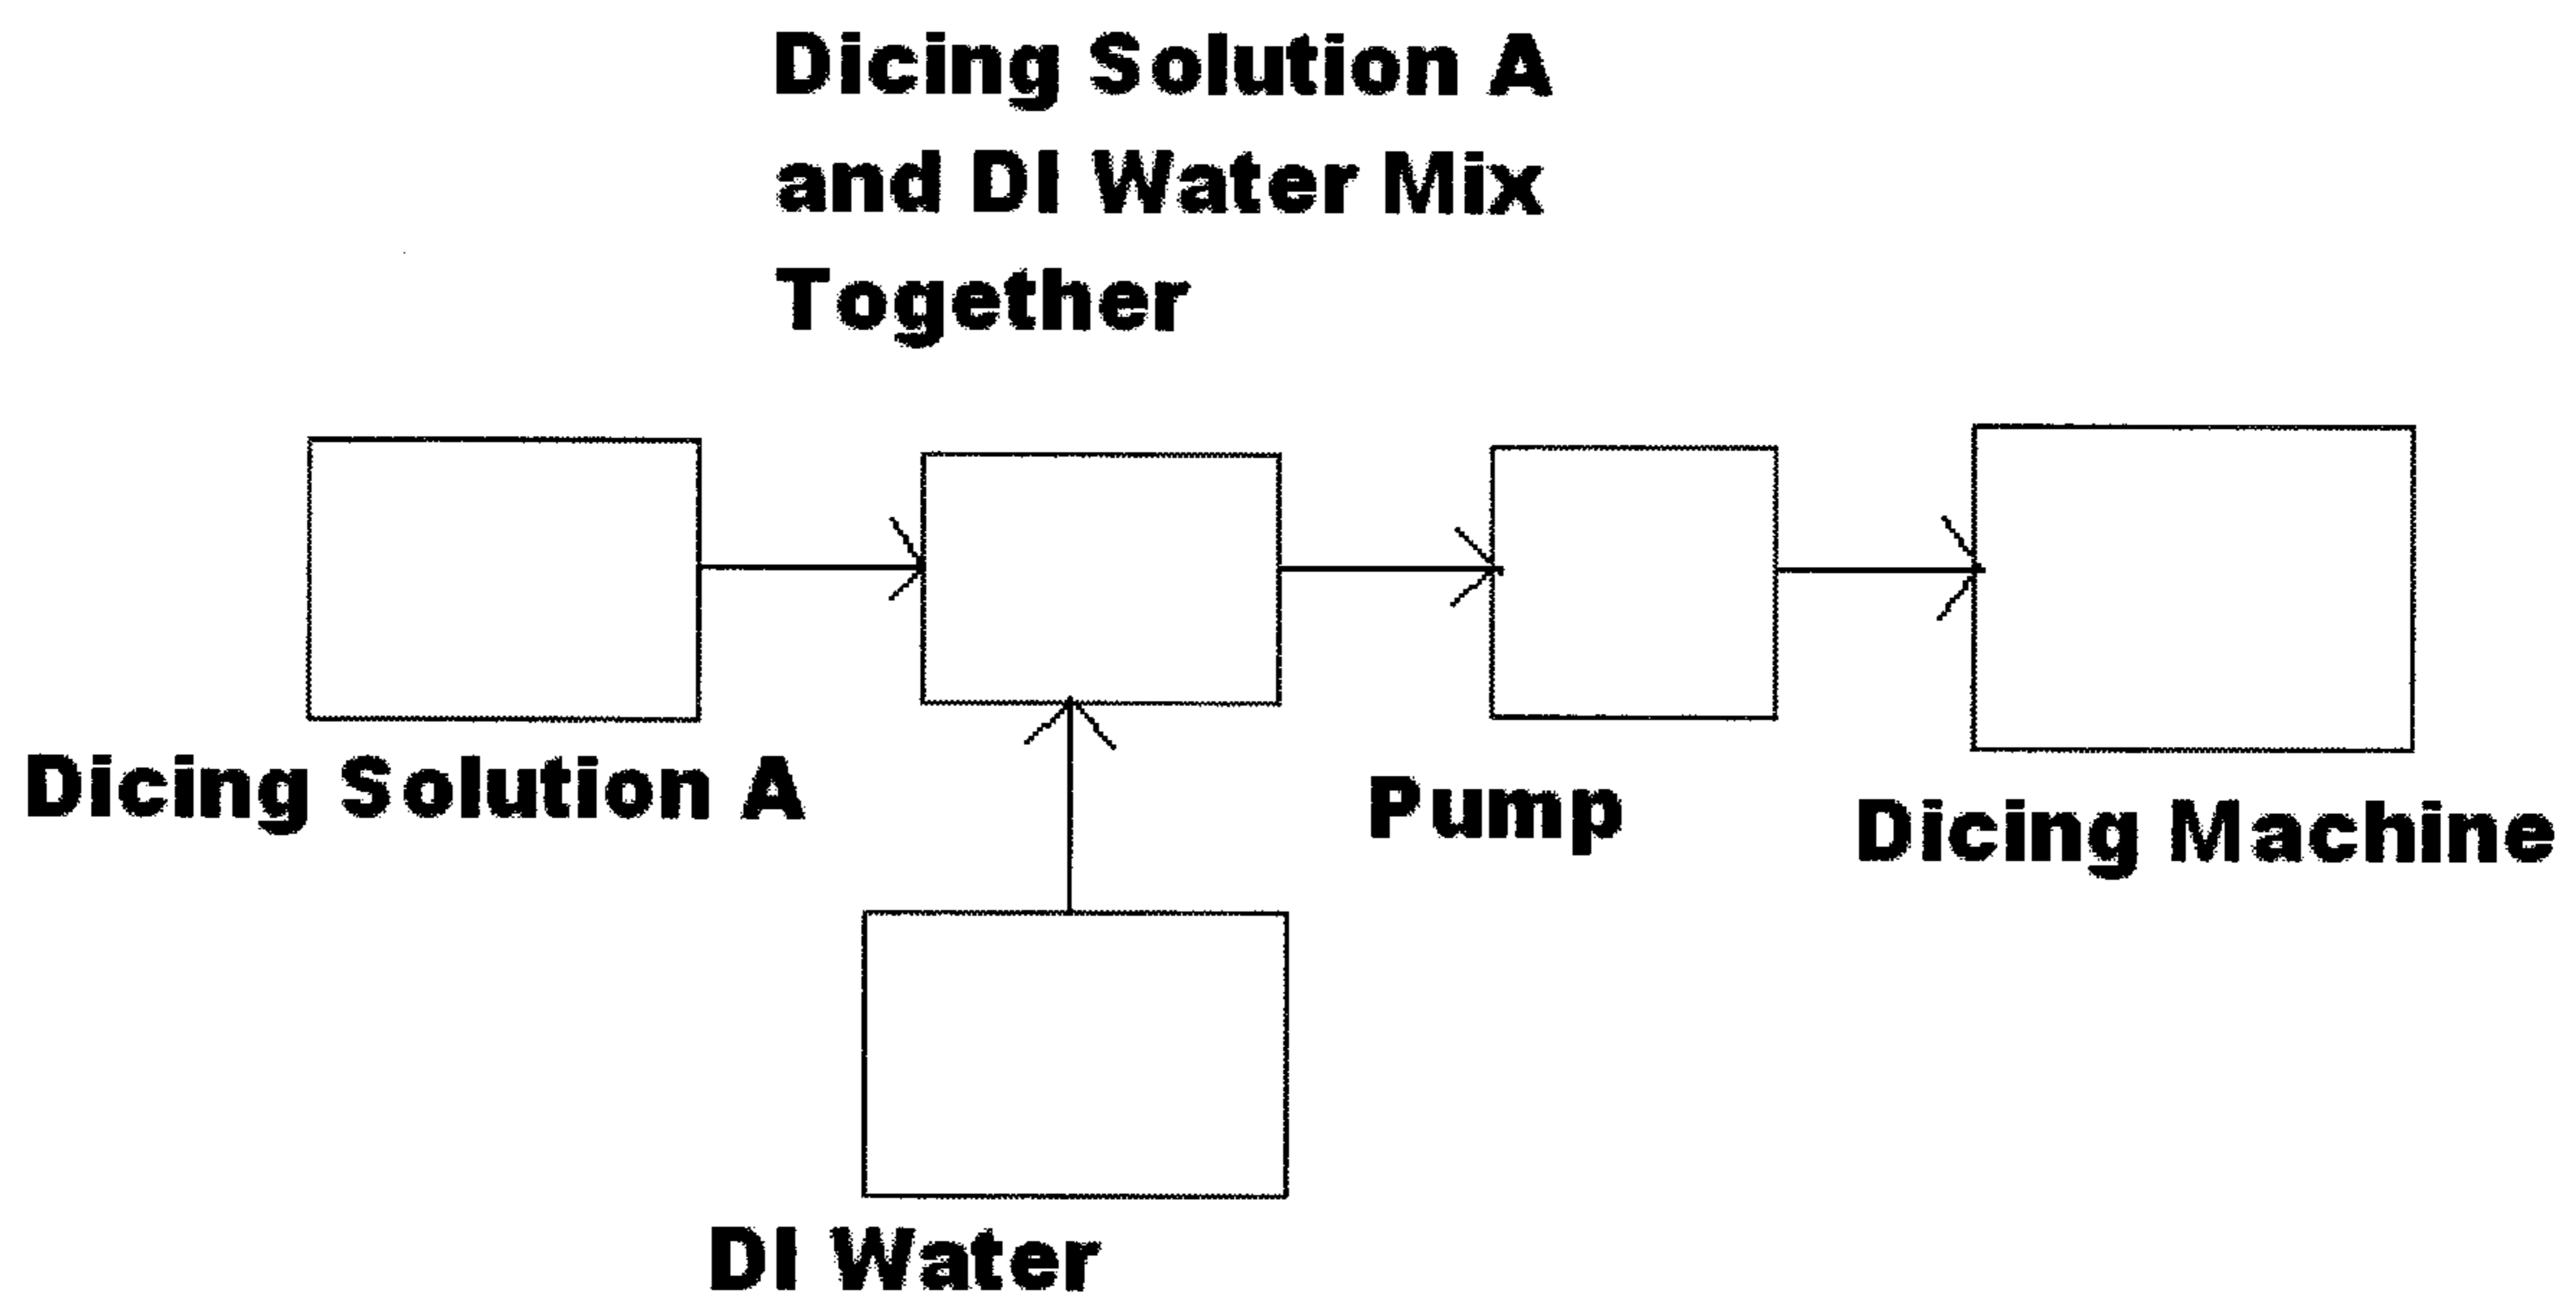 Dicing Solution A
and DI Water Mix
Together
Dicing Solution A
Pump
Dicing Machine
DI Water